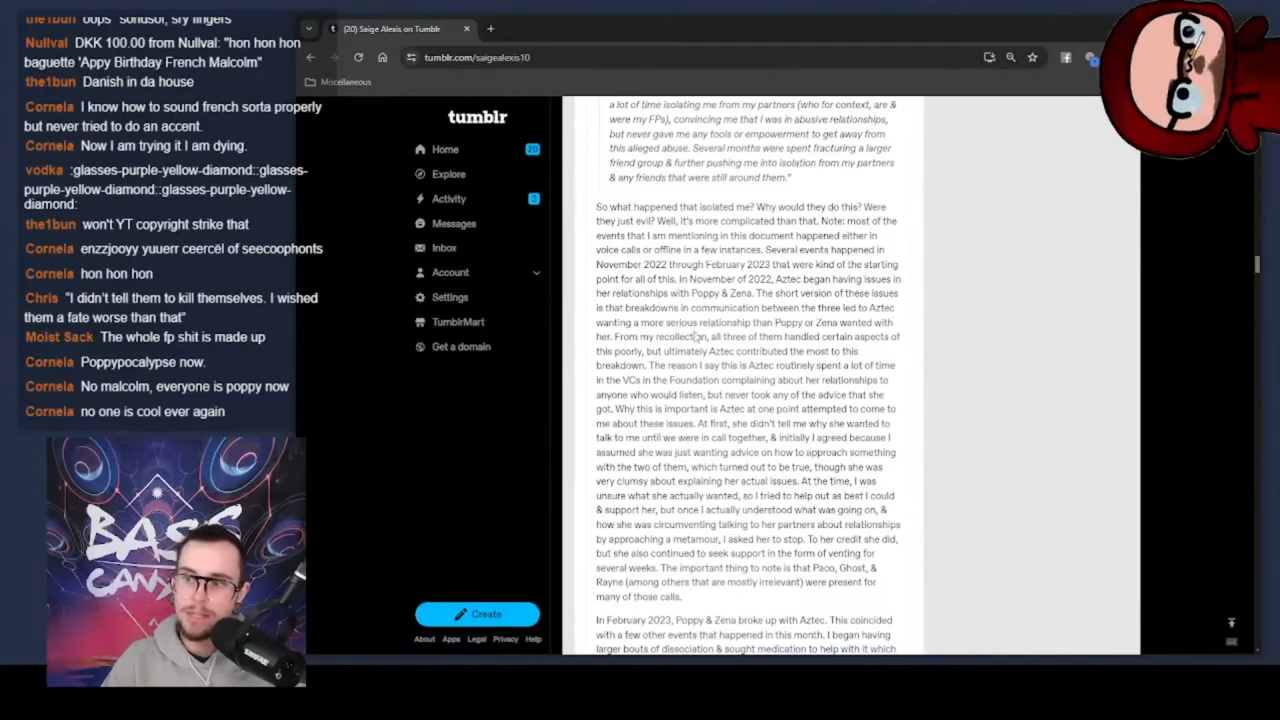 the1bun oops *sondsor, sry fingers
Nullval DKK 100.00 from Nullval: "hon hon hon
baguette 'Appy Birthday French Malcolm"
the1bun Danish in da house
Cornela I know how to sound french sorta properly
but never tried to do an accent.
Cornela Now I am trying it I am dying.
vodka :glasses-purple-yellow-diamond::glasses-
purple-yellow-diamond::glasses-purple-yellow-
diamond:
the1bun won't YT copyright strike that
Cornela enzzjooyy yuuerr ceercël of seecoophonts
Cornela hon hon hon
Chris "I didn't tell them to kill themselves. I wished
them a fate worse than that"
Moist Sack The whole fp shit is made up
Cornela Poppypocalypse now.
Cornela No malcolm, everyone is poppy now
Cornela no one is cool ever again
BASS
CANYON
SHURE
(20) Saige Alexis on Tumblr
tumblr.com/saigealexis10
Miscellaneous
tumblr
Home 20
Explore
Activity 3
Messages
Inbox
Account
Settings
TumblrMart
Get a domain
Create
About Apps Legal Privacy Help
a lot of time isolating me from my partners (who for context, are &
were my FPs), convincing me that I was in abusive relationships,
but never gave me any tools or empowerment to get away from
this alleged abuse. Several months were spent fracturing a larger
friend group & further pushing me into isolation from my partners
& any friends that were still around them."
So what happened that isolated me? Why would they do this? Were
they just evil? Well, it's more complicated than that. Note: most of the
events that I am mentioning in this document happened either in
voice calls or offline in a few instances. Several events happened in
November 2022 through February 2023 that were kind of the starting
point for all of this. In November of 2022, Aztec began having issues in
her relationships with Poppy & Zena. The short version of these issues
is that breakdowns in communication between the three led to Aztec
wanting a more serious relationship than Poppy or Zena wanted with
her. From my recollection, all three of them handled certain aspects of
this poorly, but ultimately Aztec contributed the most to this
breakdown. The reason I say this is Aztec routinely spent a lot of time
in the VCs in the Foundation complaining about her relationships to
anyone who would listen, but never took any of the advice that she
got. Why this is important is Aztec at one point attempted to come to
me about these issues. At first, she didn't tell me why she wanted to
talk to me until we were in call together, & initially I agreed because I
assumed she was just wanting advice on how to approach something
with the two of them, which turned out to be true, though she was
very clumsy about explaining her actual issues. At the time, I was
unsure what she actually wanted, so I tried to help out as best I could
& support her, but once I actually understood what was going on, &
how she was circumventing talking to her partners about relationships
by approaching a metamour, I asked her to stop. To her credit she did,
but she also continued to seek support in the form of venting for
several weeks. The important thing to note is that Paco, Ghost, &
Rayne (among others that are mostly irrelevant) were present for
many of those calls.
In February 2023, Poppy & Zena broke up with Aztec. This coincided
with a few other events that happened in this month. I began having
larger bouts of dissociation & sought medication to help with it which